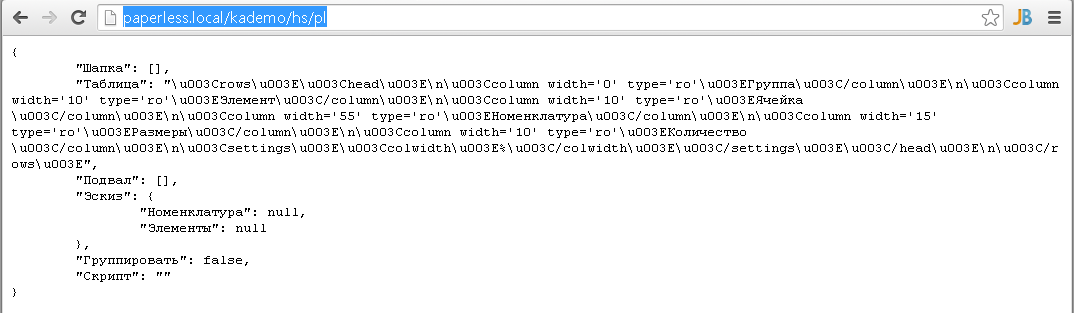 paperless.local/kademo/hs/pl
JB
{
"Шапка": [],
"Таблица": "\u003Crows\u003E\u003Chead\u003E\n\u003Ccolumn width='0' type='ro'\u003EГруппа\u003C/column\u003E\n\u003Ccolumn
width='10' type='ro'\u003EЭлемент\u003C/column\u003E\n\u003Ccolumn width='10' type='ro'\u003EЯчейка
\u003C/column\u003E\n\u003Ccolumn width='55' type='ro'\u003EНоменклатура\u003C/column\u003E\n\u003Ccolumn width='15'
type='ro'\u003EРазмеры\u003C/column\u003E\n\u003Ccolumn width='10' type='ro'\u003EКоличество
\u003C/column\u003E\n\u003Csettings\u003E\u003Ccolwidth\u003E%\u003C/colwidth\u003E\u003C/settings\u003E\u003C/head\u003E\n\u003C/r
ows\u003E",
"Подвал": [],
"Эскиз": {
"Номенклатура": null,
"Элементы": null
},
"Группировать": false,
"Скрипт": ""
}